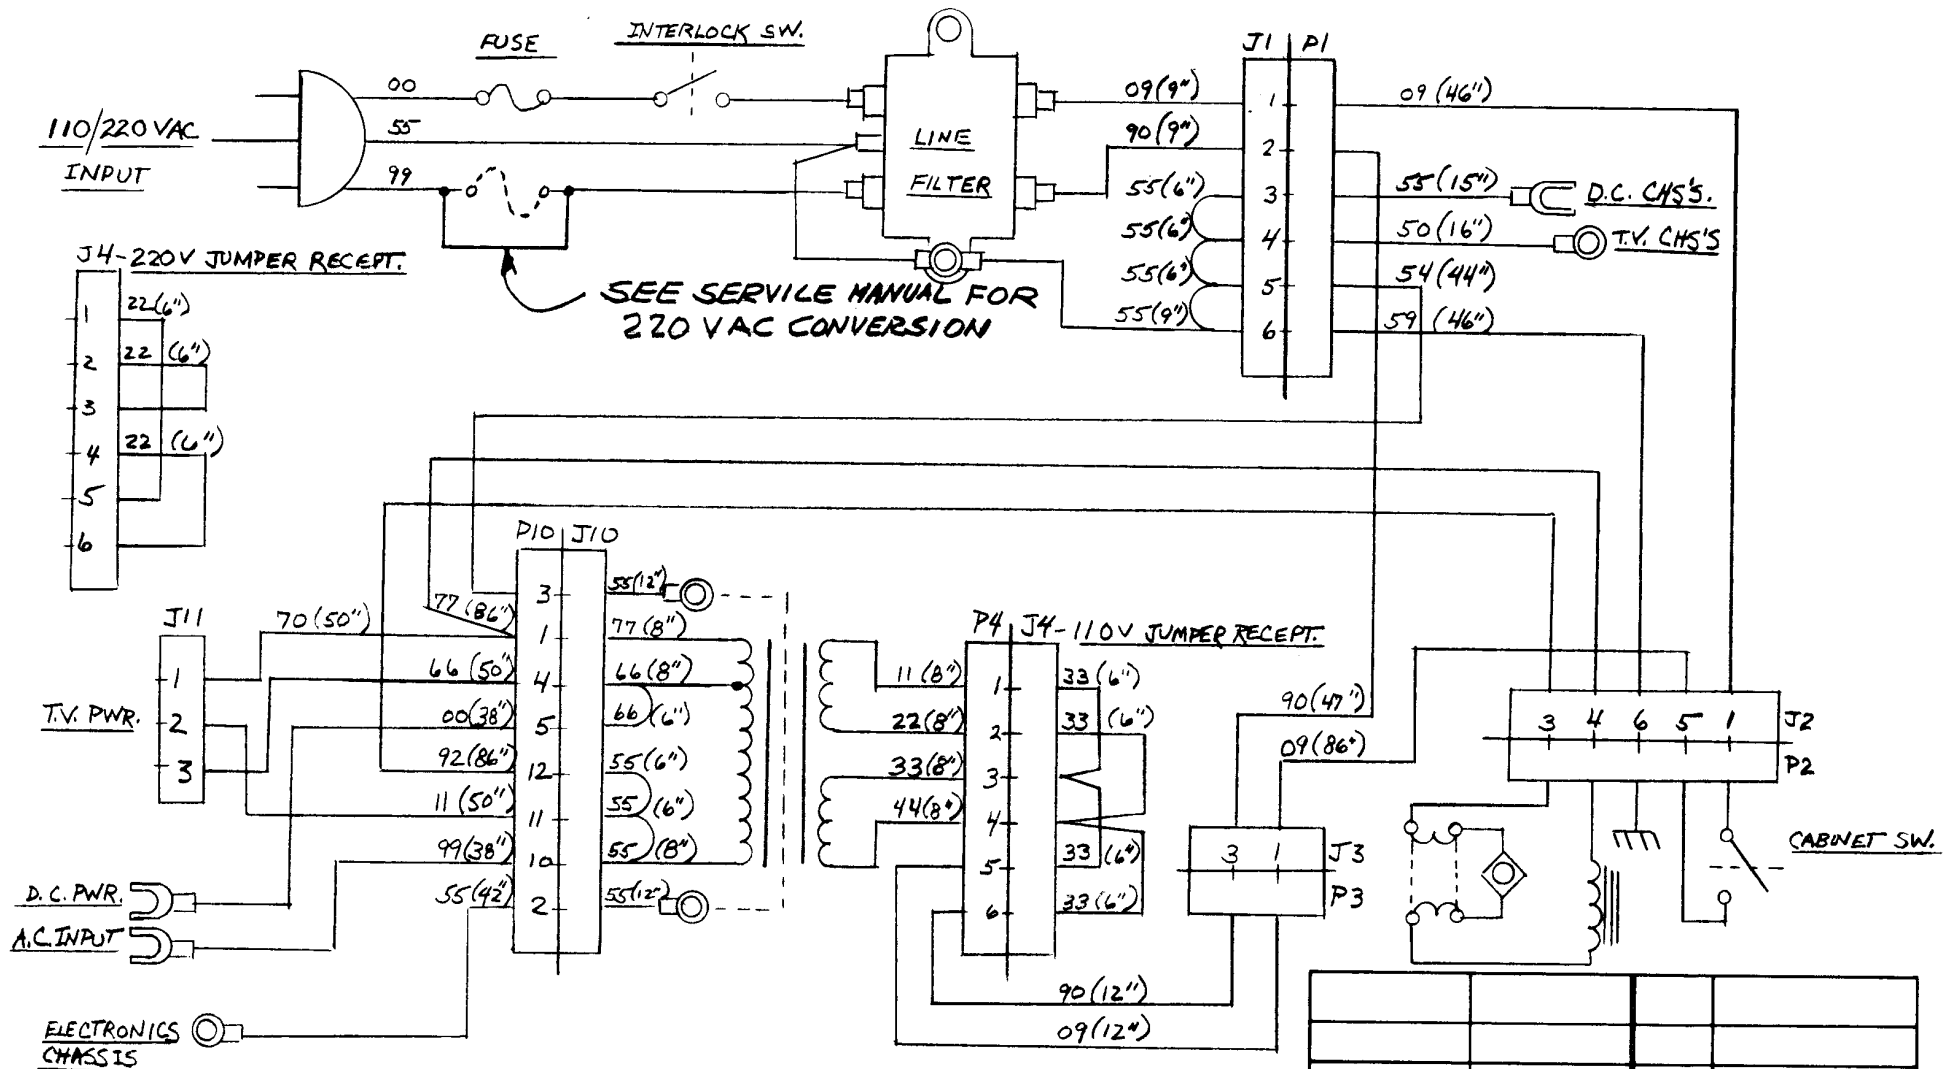 FUSE
INTERLOCK SW.
J1 P1
00
09(9")
1
09 (46")
110/220 VAC
INPUT
55
LINE
FILTER
90(9")
2
99
55(6")
3
55(15")
D.C. CHS'S.
55(6")
4
50(16")
T.V. CHS'S
55(6")
5
54(44")
55(9")
6
59 (46")
J4-220V JUMPER RECEPT.
SEE SERVICE MANUAL FOR
220 VAC CONVERSION
1
22(6")
2
22 (6")
3
4
22 (6")
5
6
P10 J10
3
55(12")
J11
70(50")
77(86")
1
77(8")
1
66(50")
4
66(8")
T.V. PWR.
2
00(38")
5
66 (6")
3
92(86")
12
55(6")
11(50")
11
55 (6")
99(38")
10
55 (8")
55(42")
2
55(12")
D.C. PWR.
A.C. INPUT
ELECTRONICS
CHASSIS
P4 J4-110V JUMPER RECEPT.
11(8")
1
33(6")
22(8")
2
33 (6")
33(8")
3
44(8")
4
5
33(6")
6
33(6")
90(47")
09(86")
3 1
J3
P3
90(12")
09(12")
3 4 6 5 1
J2
P2
CABINET SW.